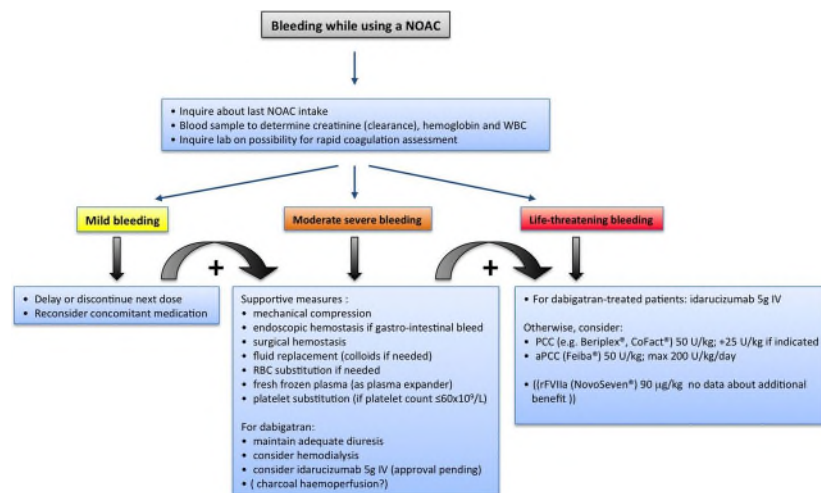 Bleeding while using a NOAC
• Inquire about last NOAC intake
• Blood sample to determine creatinine (clearance), hemoglobin and WBC
• Inquire lab on possibility for rapid coagulation assessment
Mild bleeding
Moderate severe bleeding
Life-threatening bleeding
+
+
• Delay or discontinue next dose
• Reconsider concomitant medication
Supportive measures :
• mechanical compression
• endoscopic hemostasis if gastro-intestinal bleed
• surgical hemostasis
• fluid replacement (colloids if needed)
• RBC substitution if needed
• fresh frozen plasma (as plasma expander)
• platelet substitution (if platelet count ≤60x10⁹/L)
For dabigatran:
• maintain adequate diuresis
• consider hemodialysis
• consider idarucizumab 5g IV (approval pending)
• ( charcoal haemoperfusion?)
• For dabigatran-treated patients: idarucizumab 5g IV
Otherwise, consider:
• PCC (e.g. Beriplex®, CoFact®) 50 U/kg; +25 U/kg if indicated
• aPCC (Feiba®) 50 U/kg; max 200 U/kg/day
• ((rFVIIa (NovoSeven®) 90 μg/kg no data about additional
benefit ))